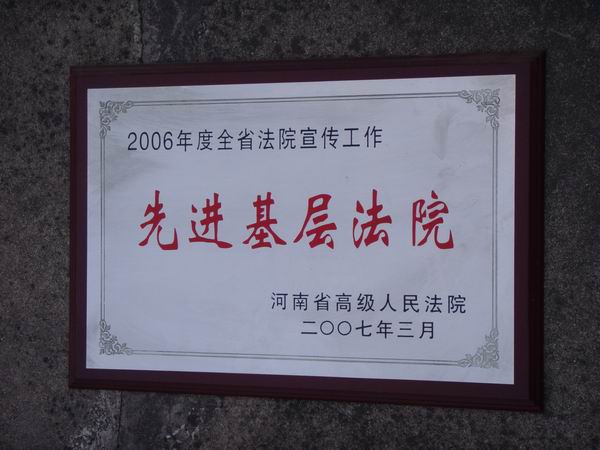 2006年度全省法院宣传工作
先进基层法院
河南省高级人民法院
二〇〇七年三月